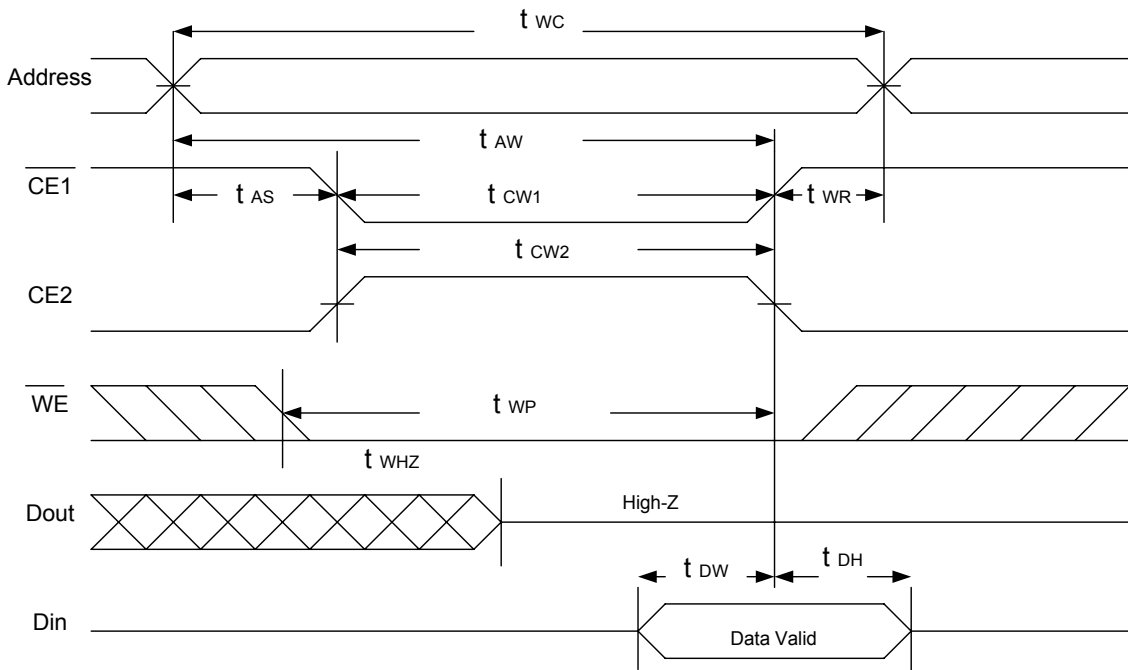 t WC
Address
t AW
CE1
t AS
t CW1
t WR
t CW2
CE2
WE
t WP
t WHZ
Dout
High-Z
t DW
t DH
Din
Data Valid